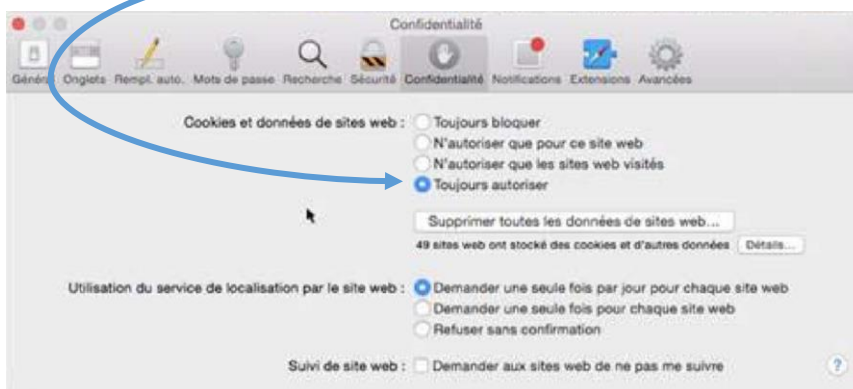 Confidentialité
Général Onglets Rempl. auto. Mots de passe Recherche Sécurité Confidentialité Notifications Extensions Avancées
Cookies et données de sites web : Toujours bloquer
N'autoriser que pour ce site web
N'autoriser que les sites web visités
Toujours autoriser
Supprimer toutes les données de sites web...
49 sites web ont stocké des cookies et d'autres données Détails...
Utilisation du service de localisation par le site web : Demander une seule fois par jour pour chaque site web
Demander une seule fois pour chaque site web
Refuser sans confirmation
Suivi de site web : Demander aux sites web de ne pas me suivre ?